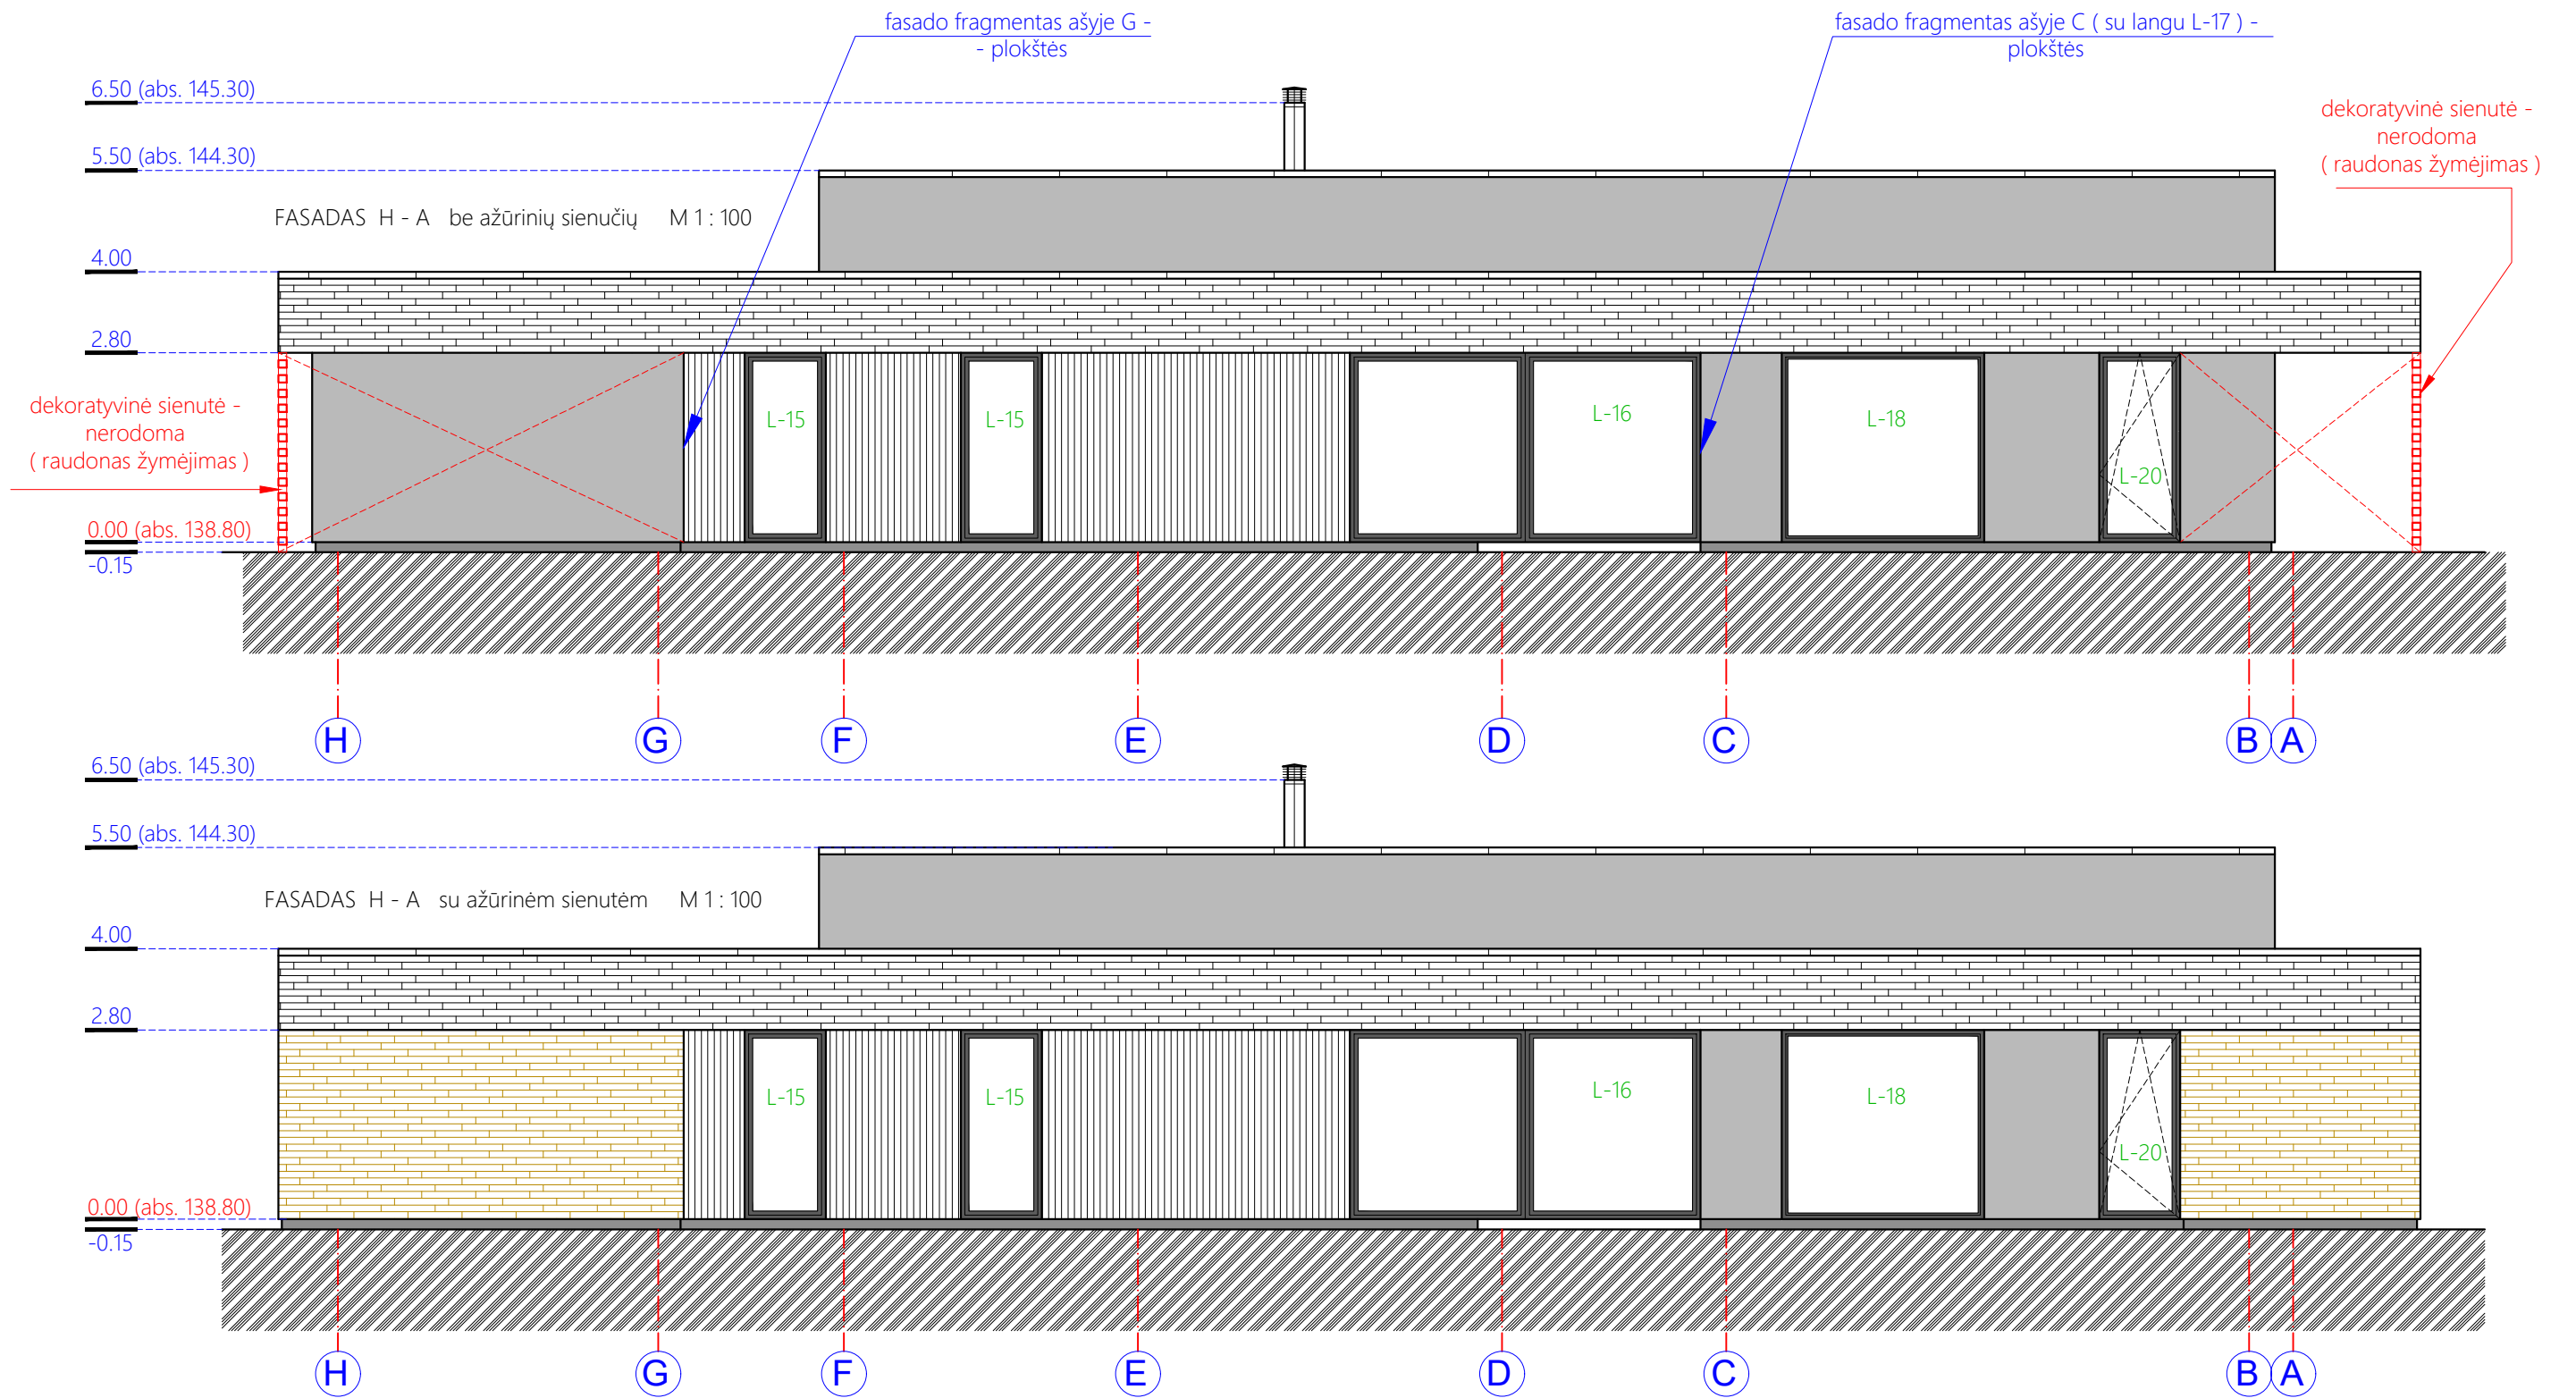 fasado fragmentas ašyje G -
- plokštės
fasado fragmentas ašyje C ( su langu L-17 ) -
plokštės
6.50 (abs. 145.30)
dekoratyvinė sienutė -
nerodoma
( raudonas žymėjimas )
5.50 (abs. 144.30)
FASADAS H - A be ažūrinių sienučių M 1 : 100
4.00
2.80
dekoratyvinė sienutė -
nerodoma
( raudonas žymėjimas )
L-15
L-15
L-16
L-18
L-20
0.00 (abs. 138.80)
-0.15
H
G
F
E
D
C
B
A
6.50 (abs. 145.30)
5.50 (abs. 144.30)
FASADAS H - A su ažūrinėm sienutėm M 1 : 100
4.00
2.80
L-15
L-15
L-16
L-18
L-20
0.00 (abs. 138.80)
-0.15
H
G
F
E
D
C
B
A